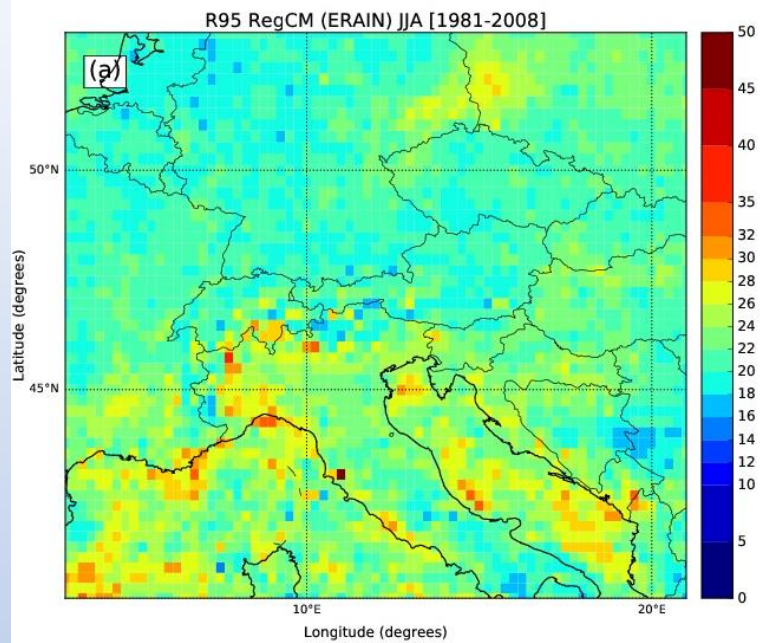 R95 RegCM (ERAIN) JJA [1981-2008]
(a)
50°N
45°N
Latitude (degrees)
10°E
20°E
Longitude (degrees)
50
45
40
35
32
30
28
26
24
22
20
18
16
14
12
10
5
0